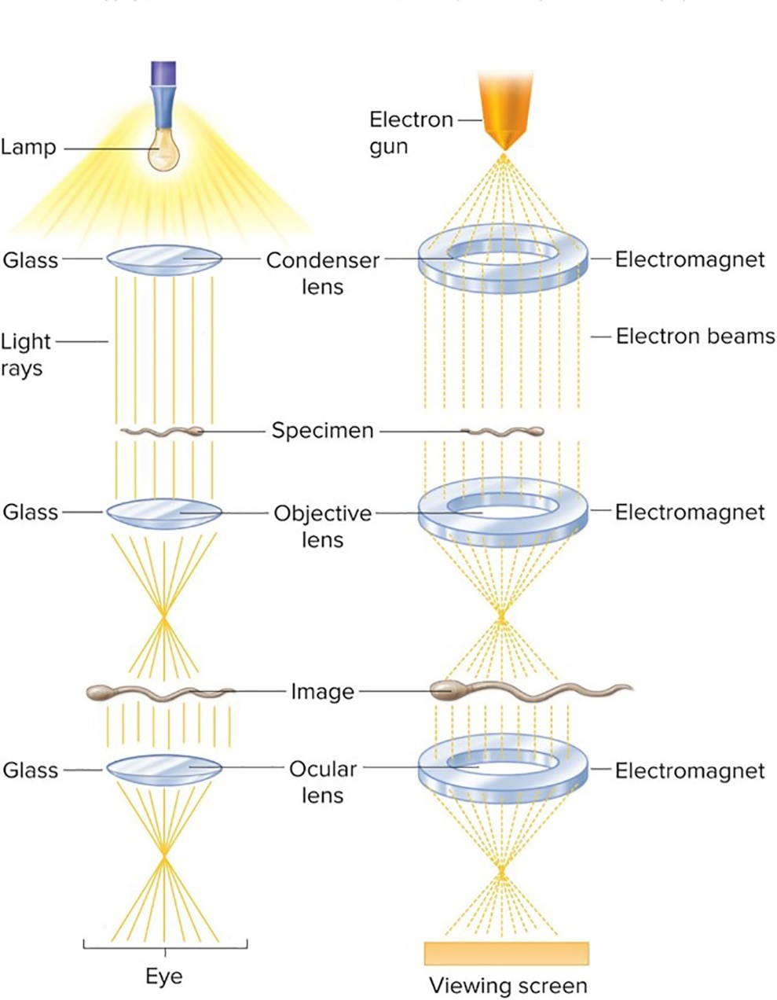 Electron
gun
Lamp
Glass
Condenser
lens
Electromagnet
Light
rays
Electron beams
Specimen
Glass
Objective
lens
Electromagnet
Image
Glass
Ocular
lens
Electromagnet
Eye
Viewing screen